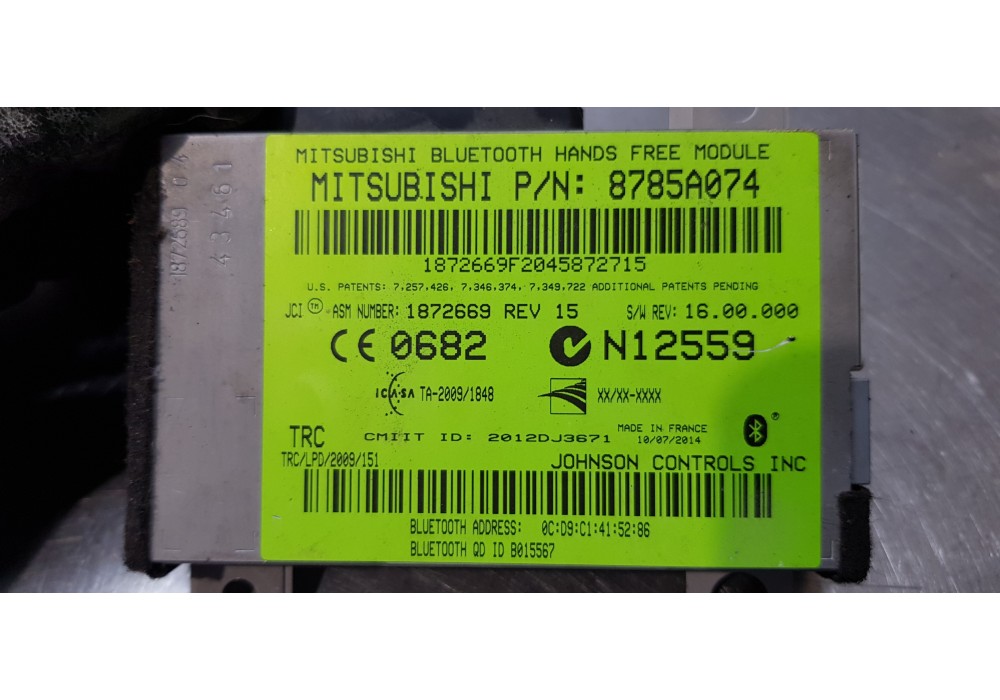 MITSUBISHI BLUETOOTH HANDS FREE MODULE
MITSUBISHI P/N: 8785A074
1872669F2045872715
U.S. PATENTS: 7,257,426, 7,346,374, 7,349,722 ADDITIONAL PATENTS PENDING
JCI TM - ASM NUMBER: 1872669 REV 15 S/W REV: 16.00.000
CE 0682 N12559
ICASA TA-2009/1848 XX/XX-XXXX
TRC CMIIT ID: 2012DJ3671 MADE IN FRANCE
10/07/2014
®
TRC/LPD/2009/151 JOHNSON CONTROLS INC
BLUETOOTH ADDRESS: 0C:D9:C1:41:52:86
BLUETOOTH QD ID B015567
1872589 04
43461